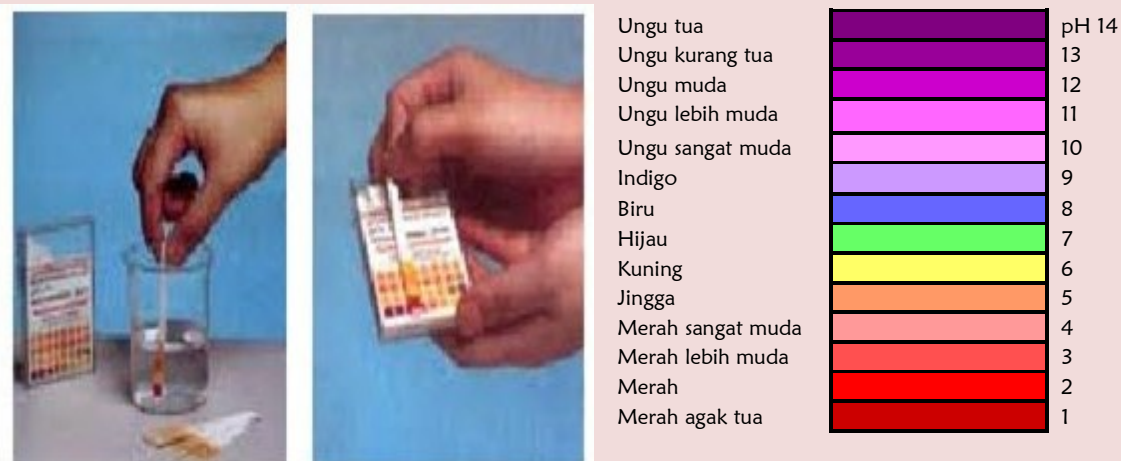 Ungu tua pH 14
Ungu kurang tua 13
Ungu muda 12
Ungu lebih muda 11
Ungu sangat muda 10
Indigo 9
Biru 8
Hijau 7
Kuning 6
Jingga 5
Merah sangat muda 4
Merah lebih muda 3
Merah 2
Merah agak tua 1